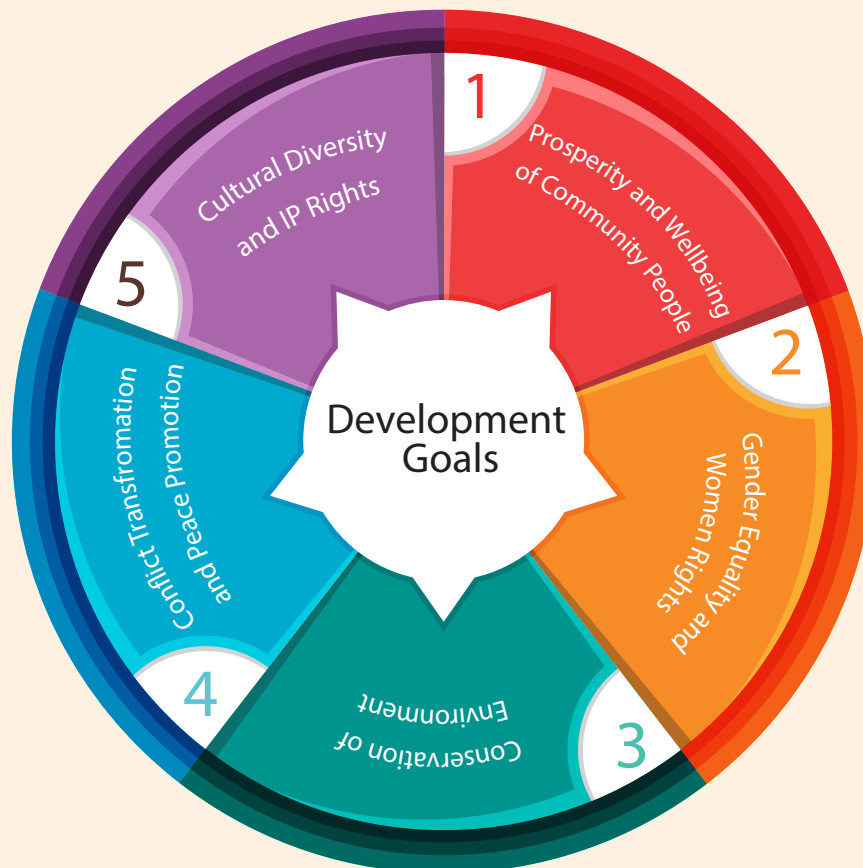 Development
Goals
1
Prosperity and Wellbeing
of Community People
2
Gender Equality and
Women Rights
3
Conservation of
Environment
4
Conflict Transfromation
and Peace Promotion
5
Cultural Diversity
and IP Rights